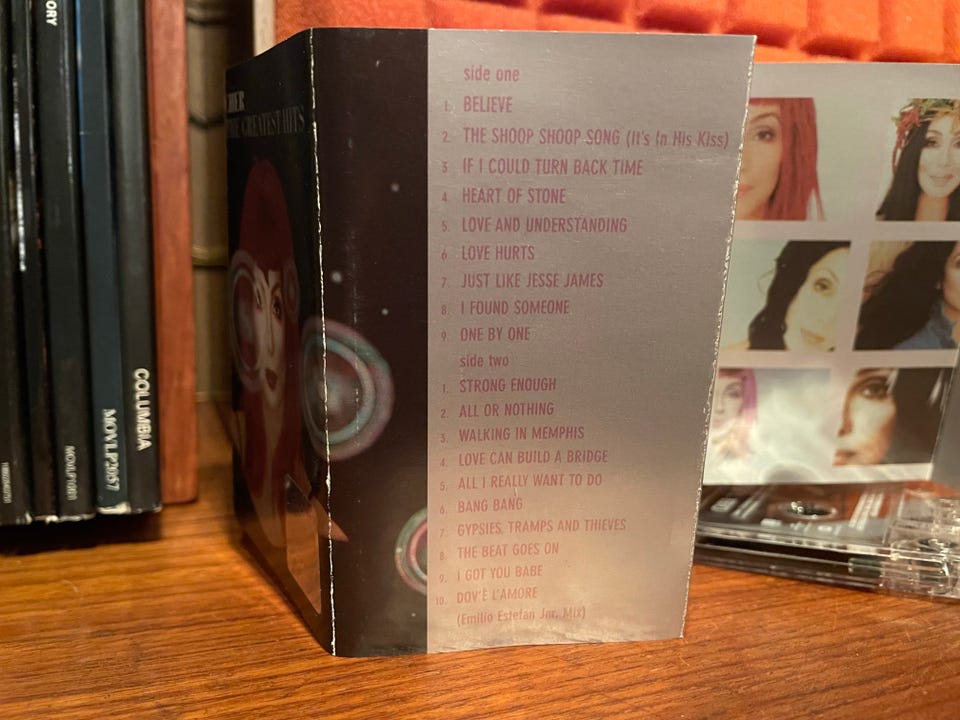 ORY
COLUMBIA
MOVLP2057
CHER
THE GREATEST HITS
side one
1. BELIEVE
2. THE SHOOP SHOOP SONG (It's In His Kiss)
3 IF I COULD TURN BACK TIME
4 HEART OF STONE
5. LOVE AND UNDERSTANDING
6 LOVE HURTS
7. JUST LIKE JESSE JAMES
8. I FOUND SOMEONE
9. ONE BY ONE
side two
1. STRONG ENOUGH
2. ALL OR NOTHING
3. WALKING IN MEMPHIS
4. LOVE CAN BUILD A BRIDGE
5. ALL I REALLY WANT TO DO
6. BANG BANG
7. GYPSIES, TRAMPS AND THIEVES
8. THE BEAT GOES ON
9. I GOT YOU BABE
10. DOV'É L'AMORE
(Emilio Estefan Jnr. Mix)